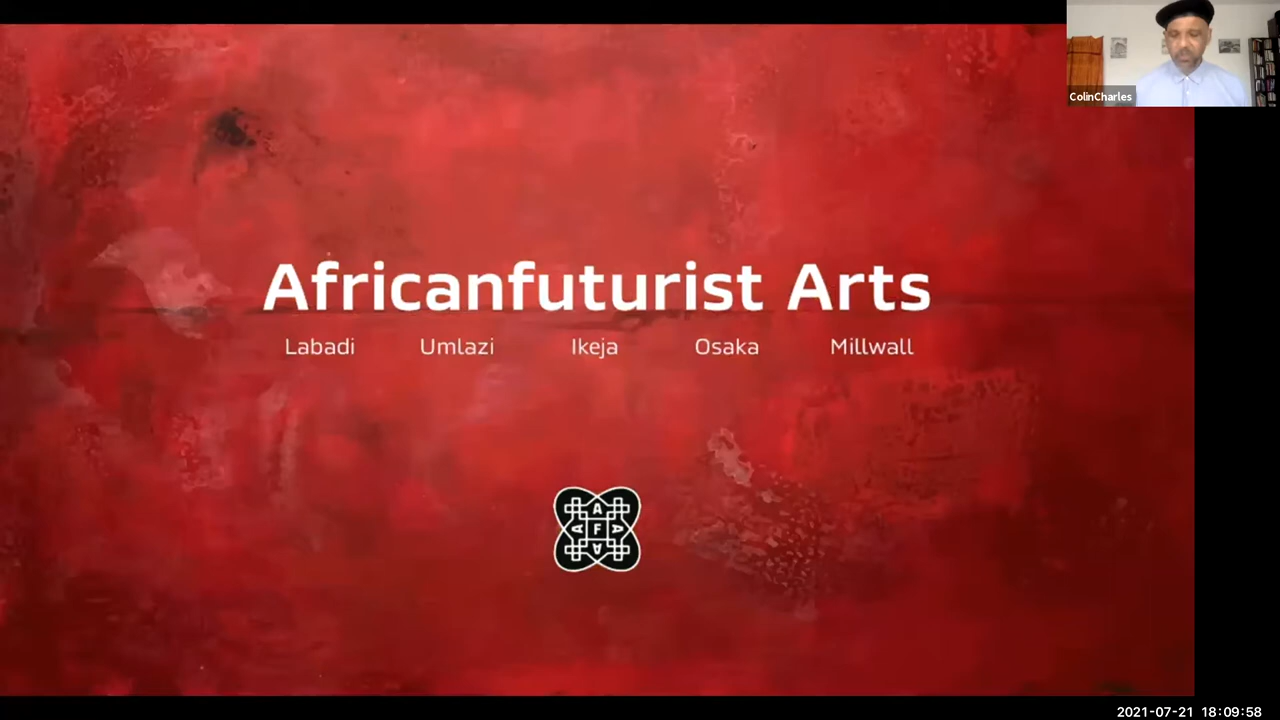 ColinCharles
Africanfuturist Arts
Labadi Umlazi Ikeja Osaka Millwall
A
A F A
A
2021-07-21 18:09:58